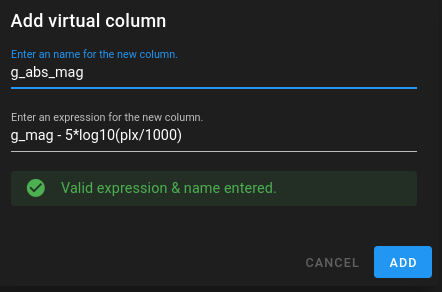 Add virtual column
Enter an name for the new column.
g_abs_mag
Enter an expression for the new column.
g_mag - 5*log10(plx/1000)
Valid expression & name entered.
CANCEL ADD